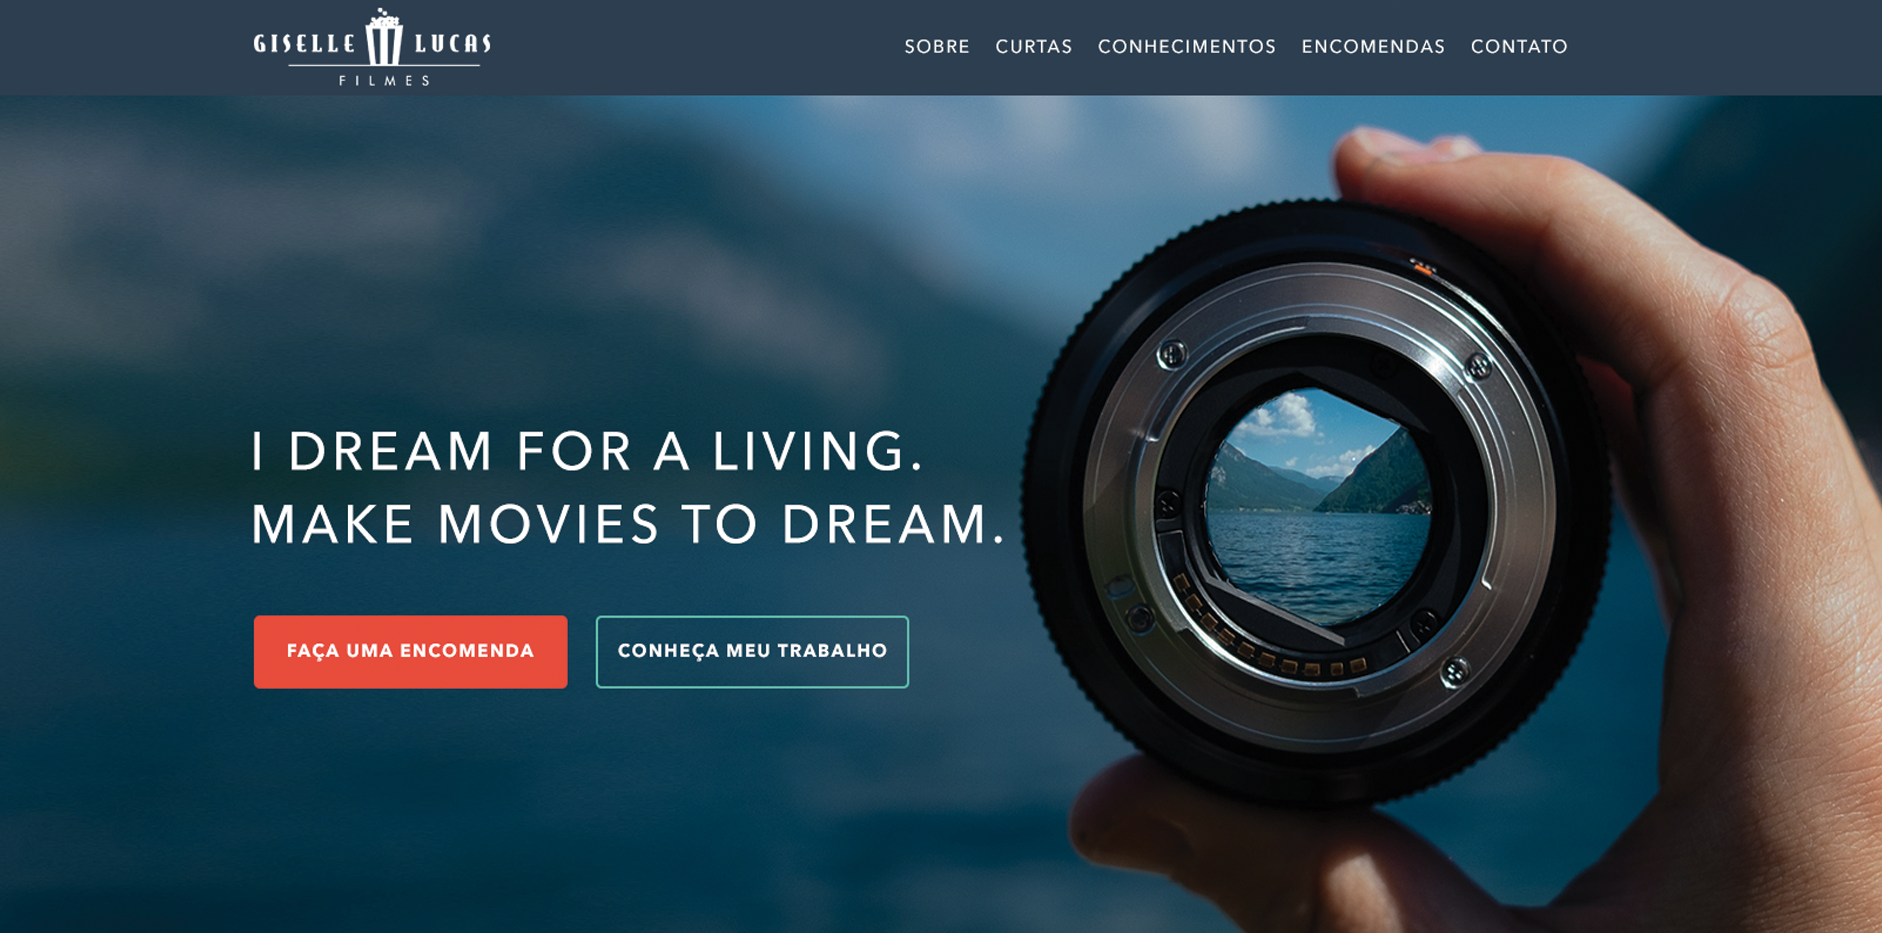 GISELLE LUCAS
FILMES
SOBRE CURTAS CONHECIMENTOS ENCOMENDAS CONTATO
I DREAM FOR A LIVING.
MAKE MOVIES TO DREAM.
FAÇA UMA ENCOMENDA CONHEÇA MEU TRABALHO